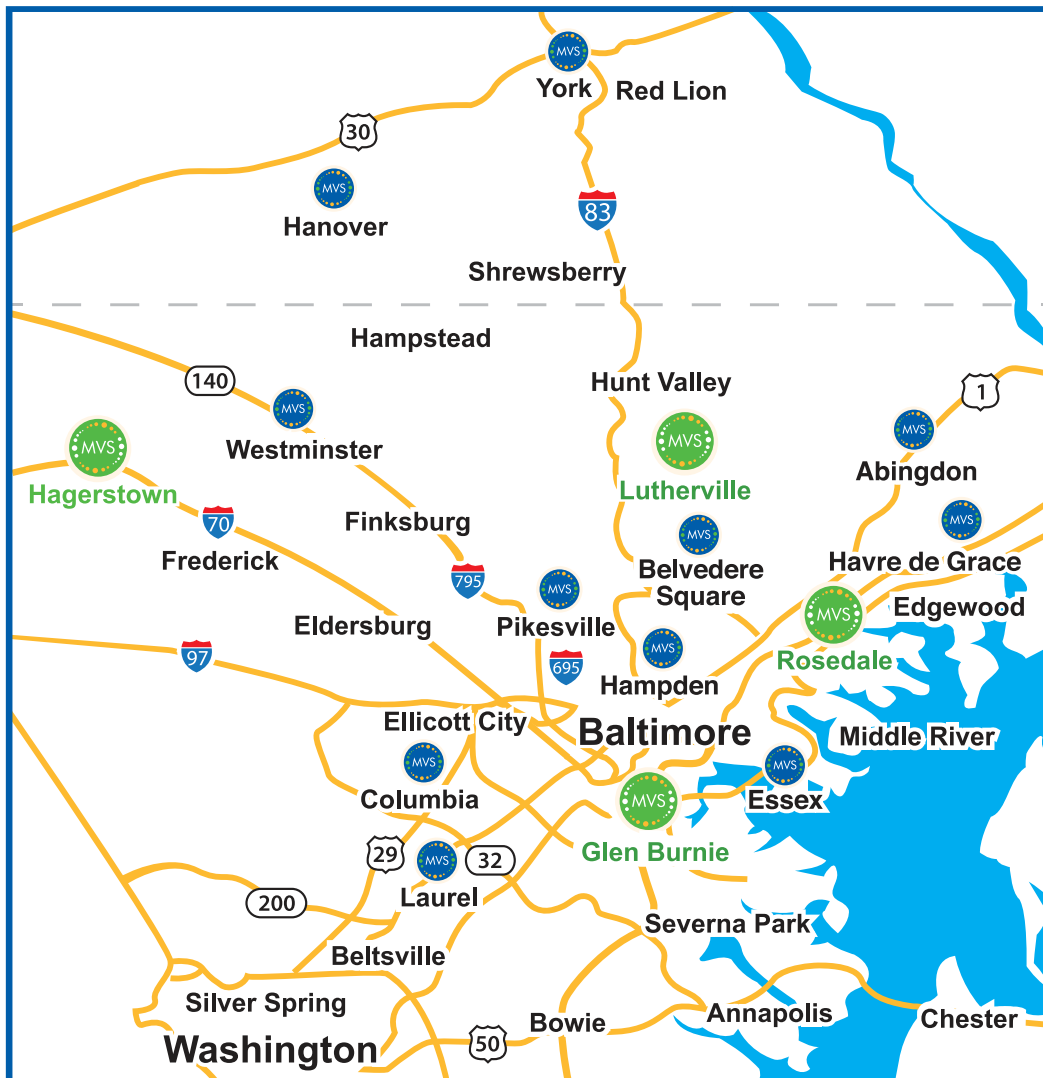 MVS
York
Red Lion
30
MVS
Hanover
83
Shrewsberry
Hampstead
140
Hunt Valley
1
MVS
Westminster
MVS
Hagerstown
MVS
Lutherville
MVS
Abingdon
70
Finksburg
Frederick
MVS
Belvedere
Square
MVS
Havre de Grace
795
MVS
Pikesville
Eldersburg
MVS
Rosedale
Edgewood
97
695
MVS
Hampden
Ellicott City
Baltimore
Middle River
MVS
Columbia
MVS
Essex
MVS
Glen Burnie
29
MVS
Laurel
32
200
Severna Park
Beltsville
Silver Spring
Bowie
Annapolis
Chester
Washington
50